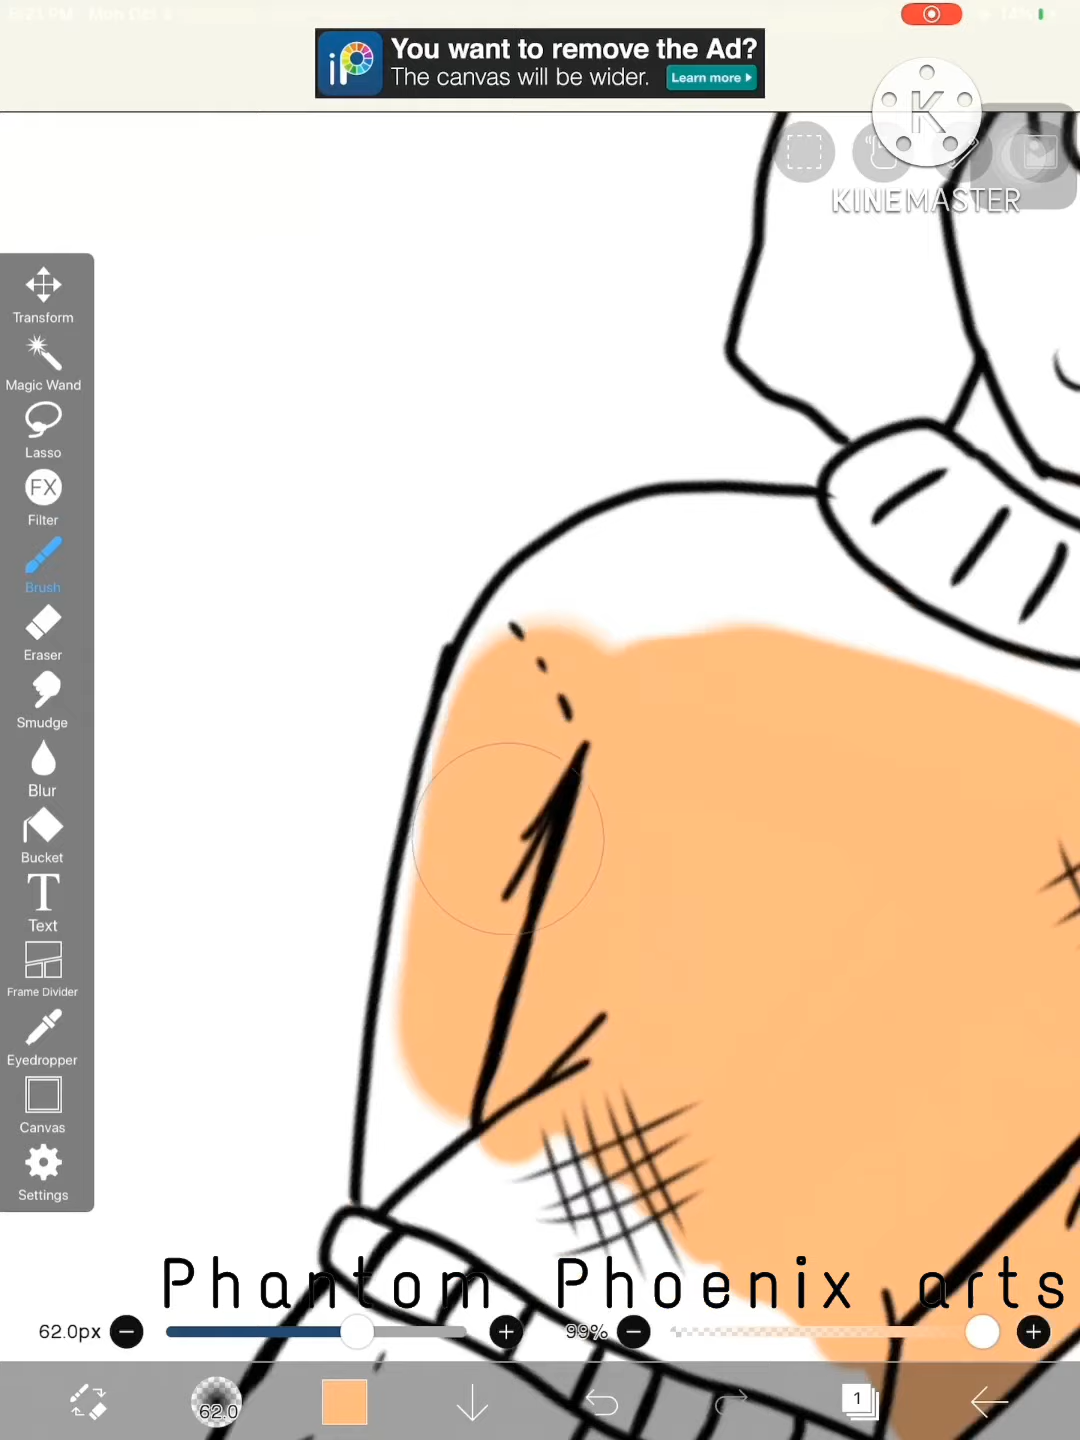 You want to remove the Ad?
The canvas will be wider.
Learn more
iP
K
KINEMASTER
Transform
Magic Wand
Lasso
FX
Filter
Brush
Eraser
Smudge
Blur
Bucket
T
Text
Frame Divider
Eyedropper
Canvas
Settings
Phantom Phoenix arts
62.0px
99%
62.0
1